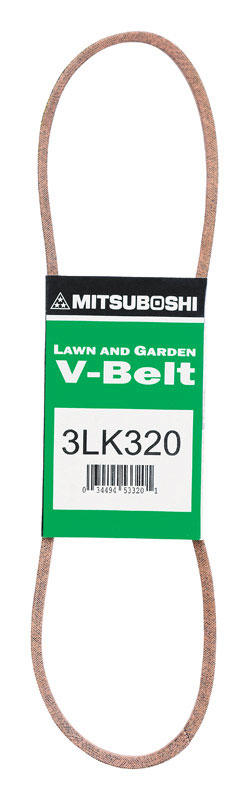 MITSUBOSHI
LAWN AND GARDEN
V-Belt
3LK320
0 34494 53320 1